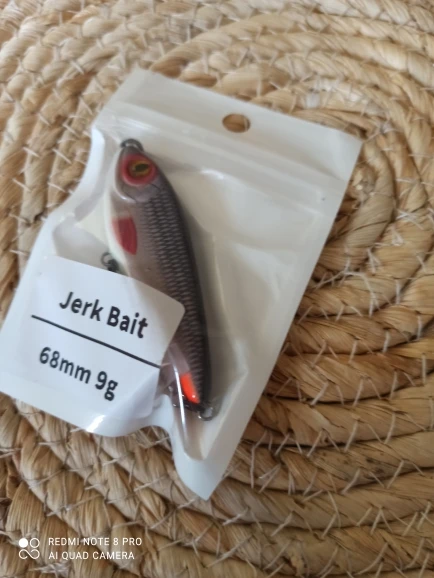 Jerk Bait
68mm 9g
REDMI NOTE 8 PRO
AI QUAD CAMERA